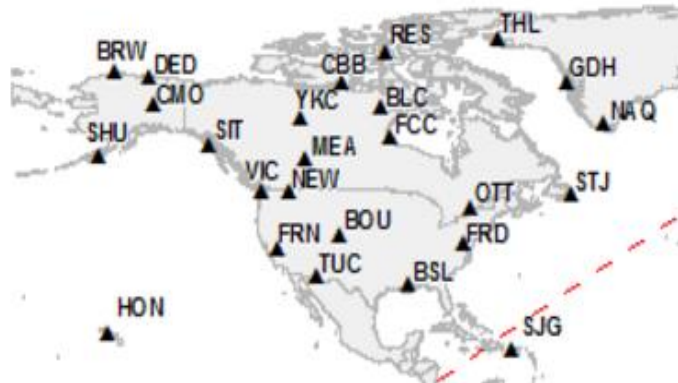 THL
RES
BRW
DED
CBB
GDH
CMO
YKC
BLC
NAQ
FCC
SHU
SIT
MEA
VIC
NEW
STJ
OTT
BOU
FRN
FRD
TUC
BSL
HON
SJG